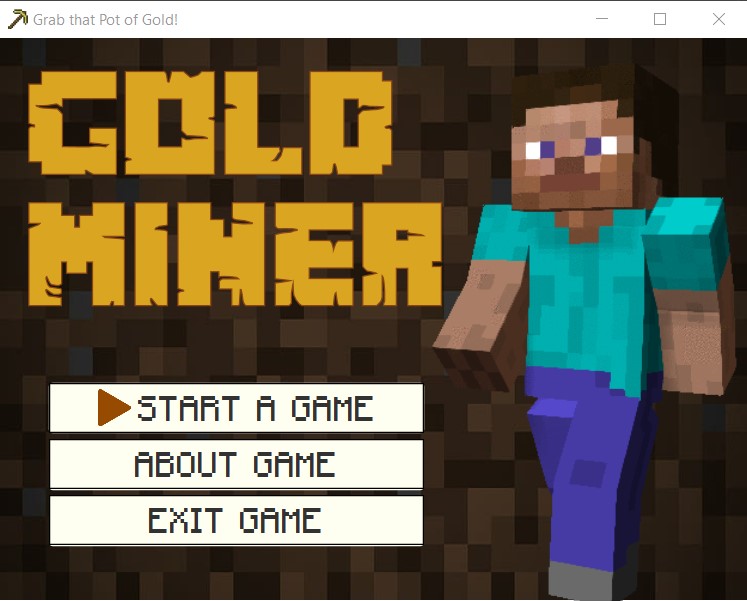 Grab that Pot of Gold!
GOLD
MINER
START A GAME
ABOUT GAME
EXIT GAME